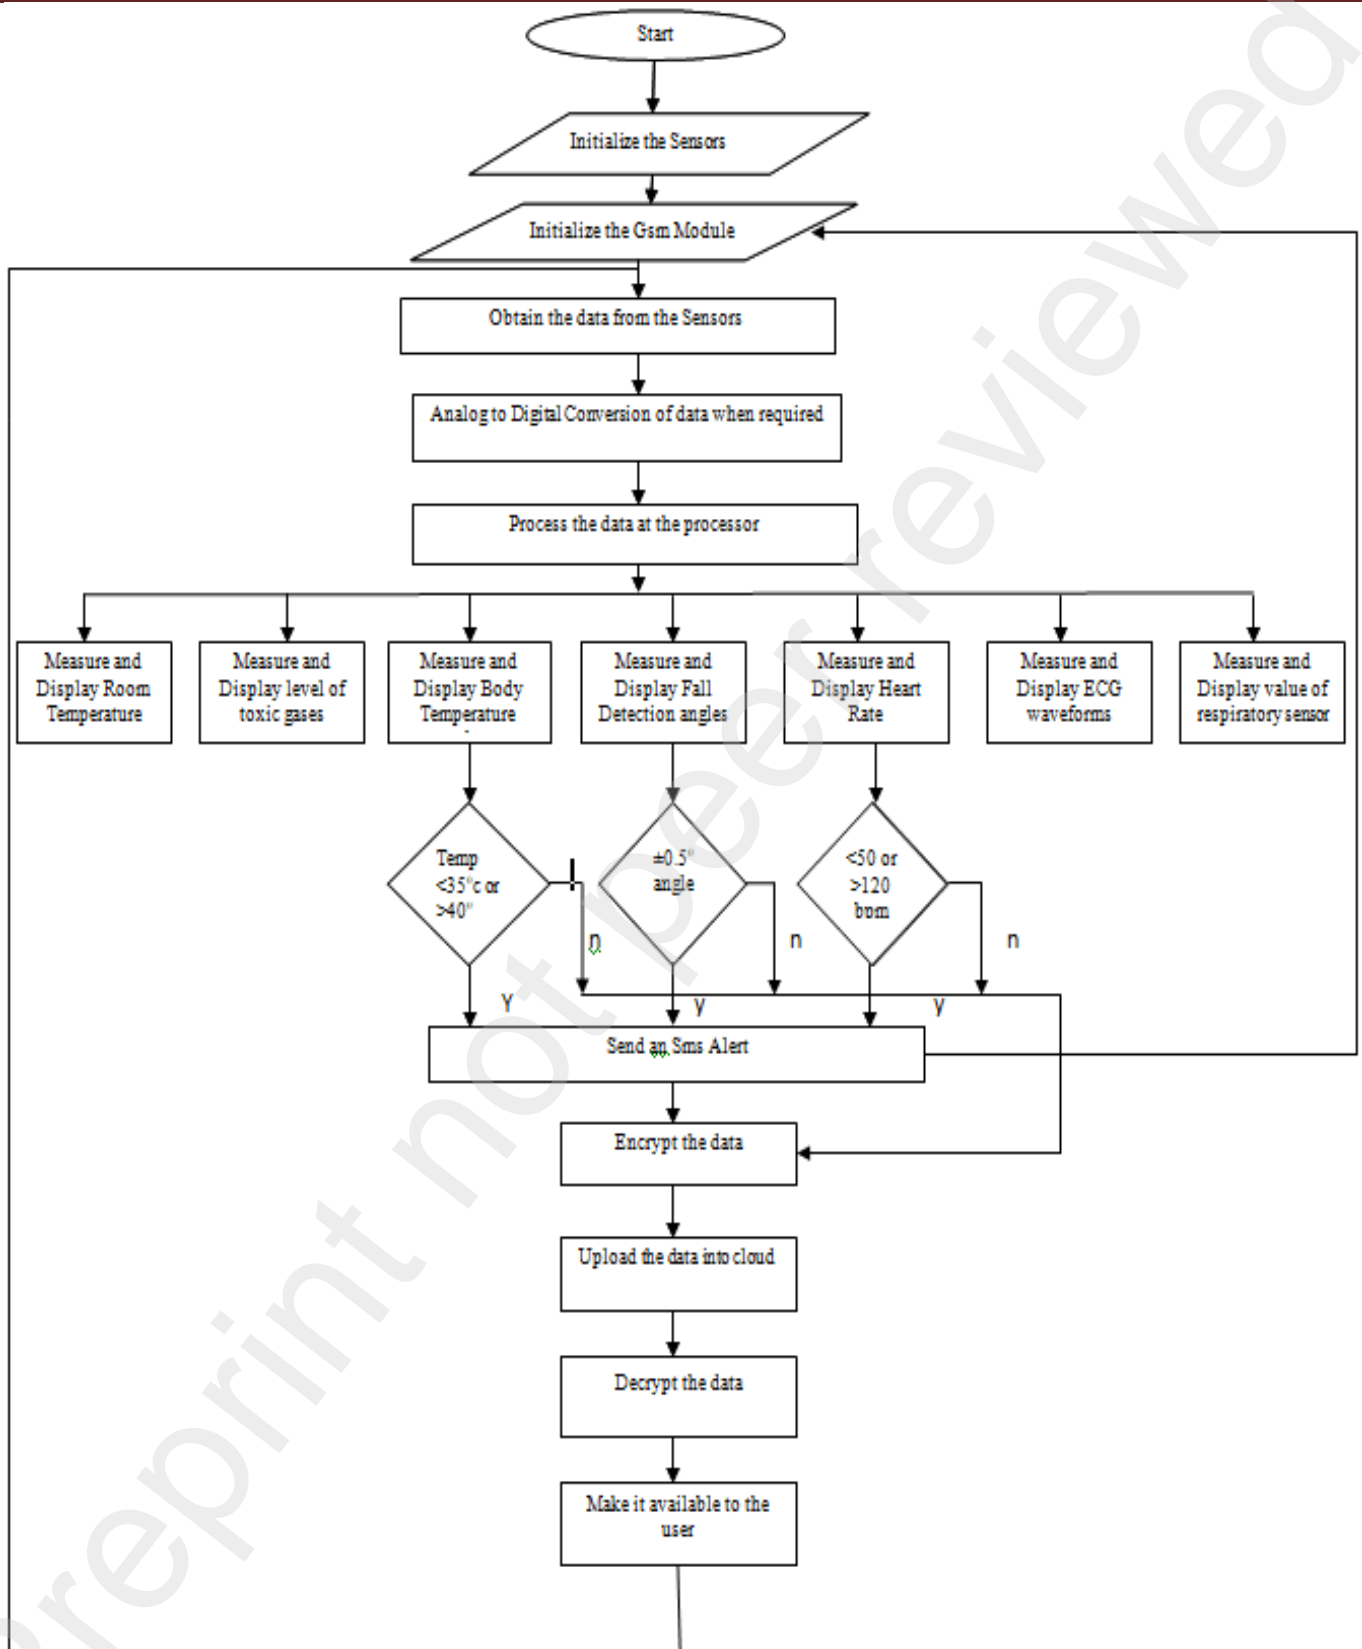 Start
Initialize the Sensors
Initialize the Gsm Module
Obtain the data from the Sensors
Analog to Digital Conversion of data when required
Process the data at the processor
Measure and
Display Room
Temperature
Measure and
Display level of
toxic gases
Measure and
Display Body
Temperature
Measure and
Display Fall
Detection angles
Measure and
Display Heart
Rate
Measure and
Display ECG
waveforms
Measure and
Display value of
respiratory sensor
Temp
<35°c or
>40°
±0.5°
angle
<50 or
>120
bpm
n
n
n
Y
y
y
Send an Sms Alert
Encrypt the data
Upload the data into cloud
Decrypt the data
Make it available to the
user
Preprint not peer reviewed